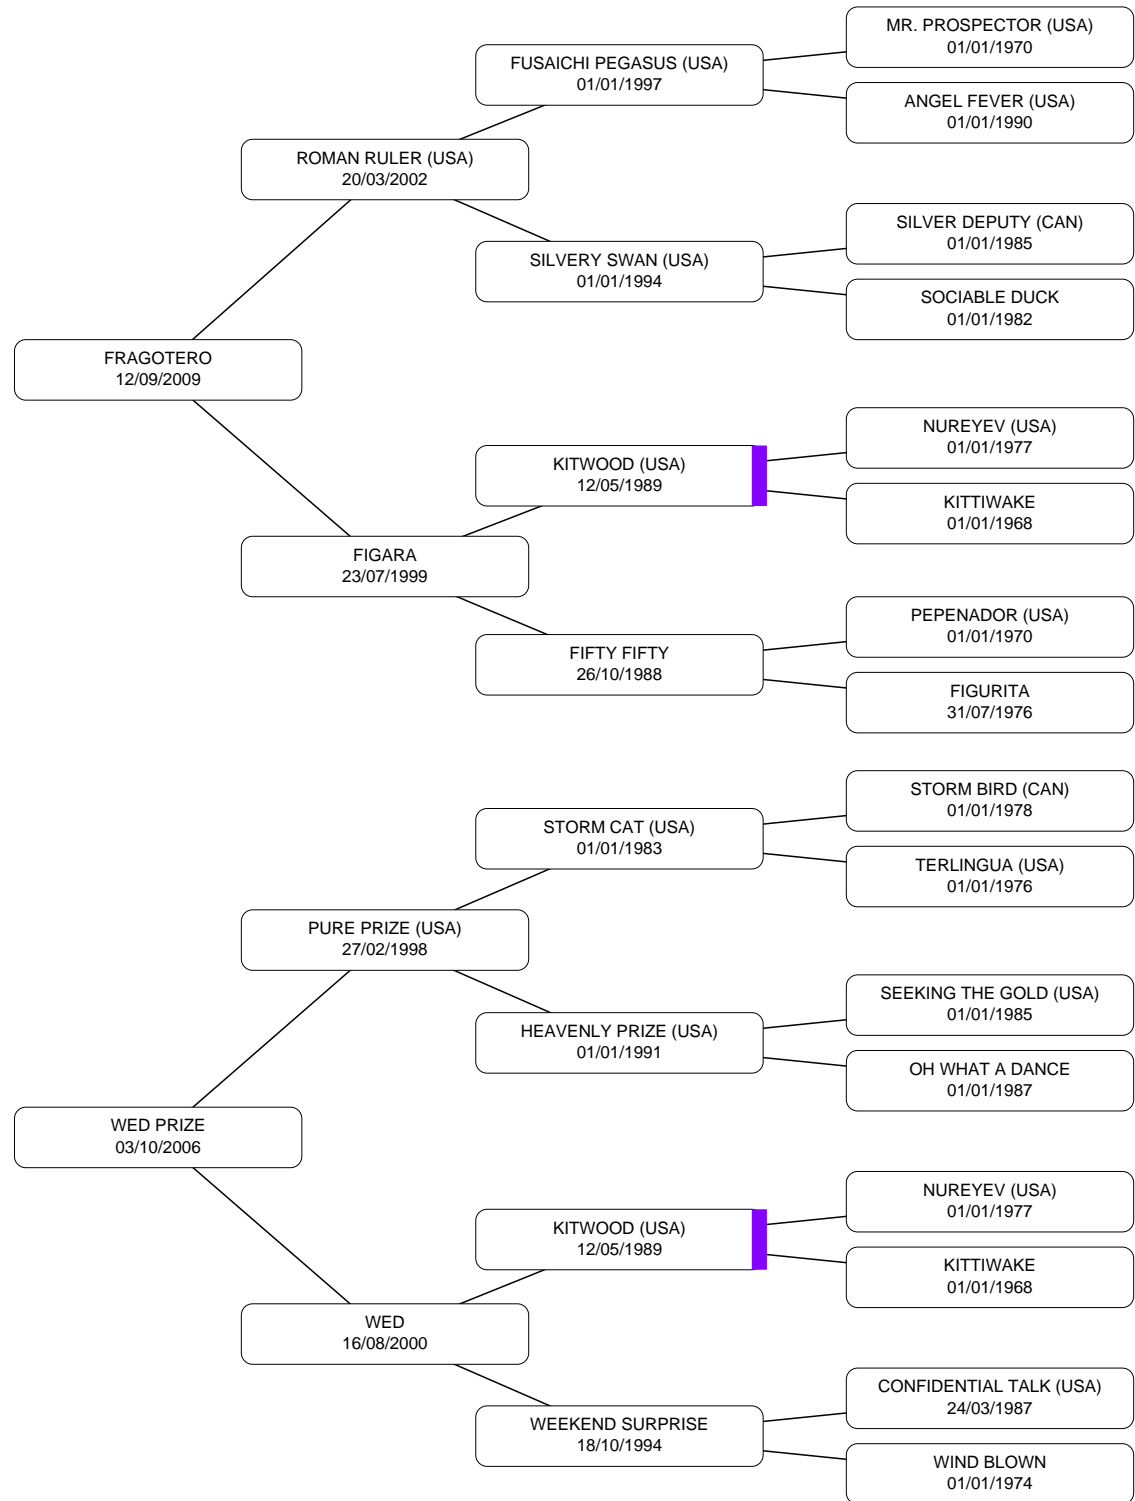 MR. PROSPECTOR (USA)
01/01/1970
FUSAICHI PEGASUS (USA)
01/01/1997
ANGEL FEVER (USA)
01/01/1990
ROMAN RULER (USA)
20/03/2002
SILVER DEPUTY (CAN)
01/01/1985
SILVERY SWAN (USA)
01/01/1994
SOCIABLE DUCK
01/01/1982
FRAGOTERO
12/09/2009
NUREYEV (USA)
01/01/1977
KITWOOD (USA)
12/05/1989
KITTIWAKE
01/01/1968
FIGARA
23/07/1999
PEPENADOR (USA)
01/01/1970
FIFTY FIFTY
26/10/1988
FIGURITA
31/07/1976
STORM BIRD (CAN)
01/01/1978
STORM CAT (USA)
01/01/1983
TERLINGUA (USA)
01/01/1976
PURE PRIZE (USA)
27/02/1998
SEEKING THE GOLD (USA)
01/01/1985
HEAVENLY PRIZE (USA)
01/01/1991
OH WHAT A DANCE
01/01/1987
WED PRIZE
03/10/2006
NUREYEV (USA)
01/01/1977
KITWOOD (USA)
12/05/1989
KITTIWAKE
01/01/1968
WED
16/08/2000
CONFIDENTIAL TALK (USA)
24/03/1987
WEEKEND SURPRISE
18/10/1994
WIND BLOWN
01/01/1974